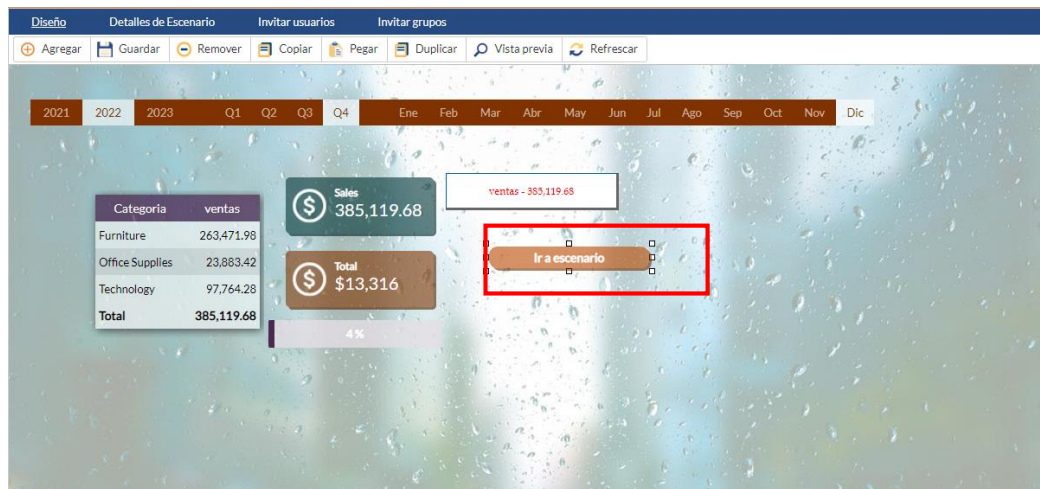 Diseño Detalles de Escenario Invitar usuarios Invitar grupos
Agregar Guardar Remover Copiar Pegar Duplicar Vista previa Refrescar
2021 2022 2023 Q1 Q2 Q3 Q4 Ene Feb Mar Abr May Jun Jul Ago Sep Oct Nov Dic
Categoria ventas
Furniture 263,471.98
Office Supplies 23,883.42
Technology 97,764.28
Total 385,119.68
Sales
385,119.68
Total
$13,316
4 %
ventas - 385,119.68
Ir a escenario